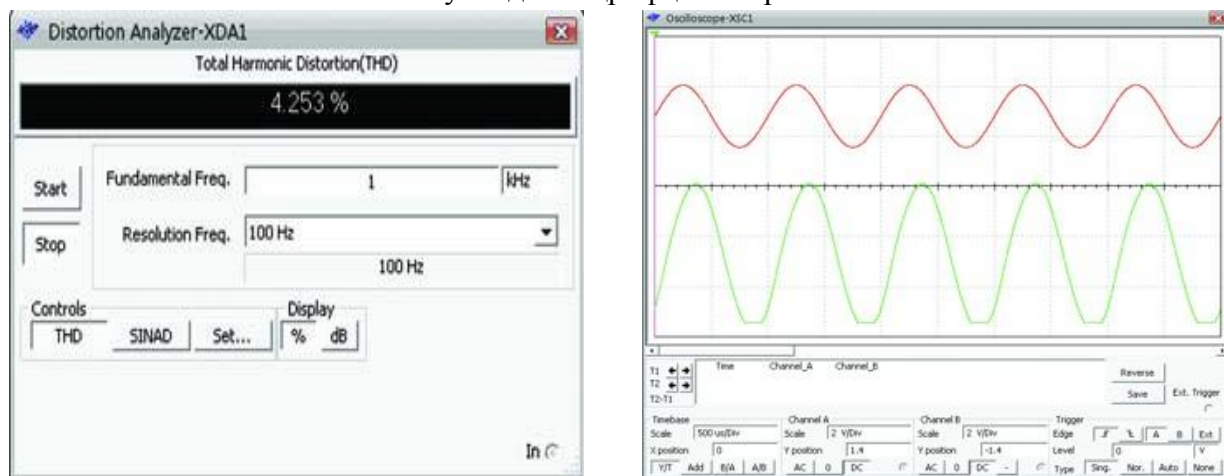 Distortion Analyzer-XDA1
Total Harmonic Distortion(THD)
4.253 %
Start
Fundamental Freq. 1 kHz
Stop
Resolution Freq. 100 Hz
100 Hz
Controls Display
THD SINAD Set... % dB
In
Osolloscope-XSC1
T1 Time Channel_A Channel_B
T2
T2-T1
Reverse
Save Ext. Trigger
Timebase Channel A Channel B Trigger
Scale 500 us/Div Scale 2 V/Div Scale 2 V/Div Edge A B Ext
X position 0 Y position 1.4 Y position -1.4 Level 0 V
Y/T Add B/A A/B AC 0 DC AC 0 DC - Type Sing. Nor. Auto None